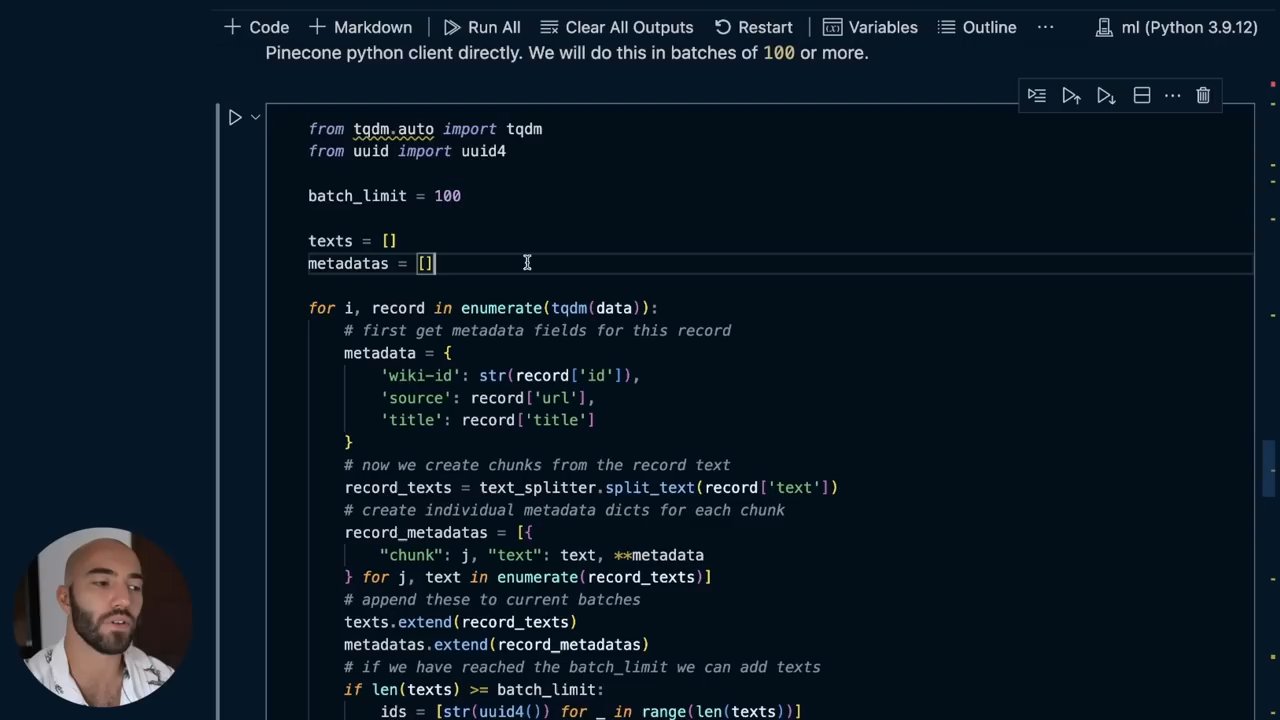 + Code + Markdown | Run All Clear All Outputs Restart | Variables Outline ··· ml (Python 3.9.12)
Pinecone python client directly. We will do this in batches of 100 or more.
from tqdm.auto import tqdm
from uuid import uuid4
batch_limit = 100
texts = []
metadatas = []
for i, record in enumerate(tqdm(data)):
    # first get metadata fields for this record
    metadata = {
        'wiki-id': str(record['id']),
        'source': record['url'],
        'title': record['title']
    }
    # now we create chunks from the record text
    record_texts = text_splitter.split_text(record['text'])
    # create individual metadata dicts for each chunk
    record_metadatas = [{
        "chunk": j, "text": text, **metadata
    } for j, text in enumerate(record_texts)]
    # append these to current batches
    texts.extend(record_texts)
    metadatas.extend(record_metadatas)
    # if we have reached the batch_limit we can add texts
    if len(texts) >= batch_limit:
        ids = [str(uuid4()) for _ in range(len(texts))]